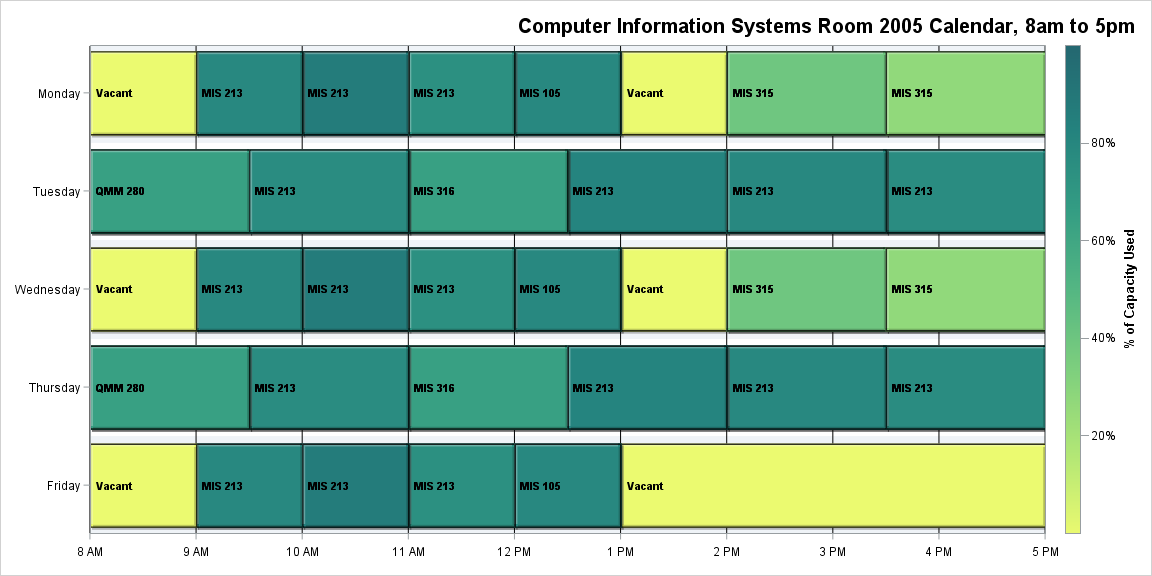 Computer Information Systems Room 2005 Calendar, 8am to 5pm
Monday
Vacant
MIS 213
MIS 213
MIS 213
MIS 105
Vacant
MIS 315
MIS 315
Tuesday
QMM 280
MIS 213
MIS 316
MIS 213
MIS 213
MIS 213
Wednesday
Vacant
MIS 213
MIS 213
MIS 213
MIS 105
Vacant
MIS 315
MIS 315
Thursday
QMM 280
MIS 213
MIS 316
MIS 213
MIS 213
MIS 213
Friday
Vacant
MIS 213
MIS 213
MIS 213
MIS 105
Vacant
8 AM
9 AM
10 AM
11 AM
12 PM
1 PM
2 PM
3 PM
4 PM
5 PM
80%
60%
40%
20%
% of Capacity Used